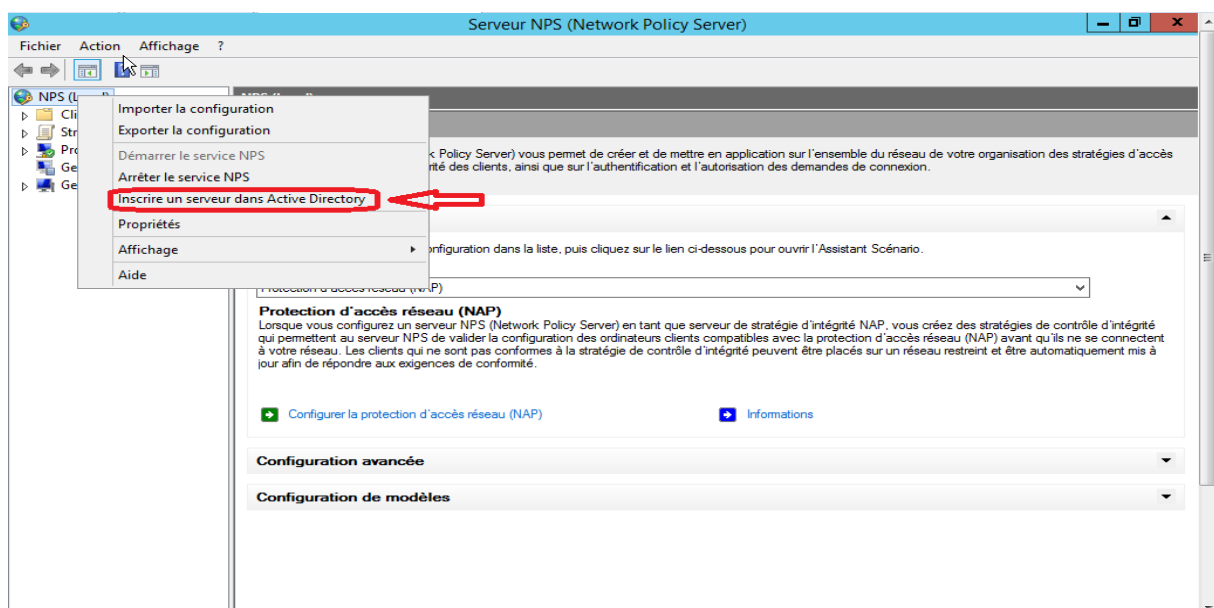 Serveur NPS (Network Policy Server)
Fichier Action Affichage ?
NPS (L
Cli
Str
Pro
Ge
Ge
Importer la configuration
Exporter la configuration
Démarrer le service NPS
Arrêter le service NPS
Inscrire un serveur dans Active Directory
Propriétés
Affichage
Aide
k Policy Server) vous permet de créer et de mettre en application sur l'ensemble du réseau de votre organisation des stratégies d'accès
rité des clients, ainsi que sur l'authentification et l'autorisation des demandes de connexion.
onfiguration dans la liste, puis cliquez sur le lien ci-dessous pour ouvrir l'Assistant Scénario.
Protection d'accès réseau (NAP)
Protection d'accès réseau (NAP)
Lorsque vous configurez un serveur NPS (Network Policy Server) en tant que serveur de stratégie d'intégrité NAP, vous créez des stratégies de contrôle d'intégrité
qui permettent au serveur NPS de valider la configuration des ordinateurs clients compatibles avec la protection d'accès réseau (NAP) avant qu'ils ne se connectent
à votre réseau. Les clients qui ne sont pas conformes à la stratégie de contrôle d'intégrité peuvent être placés sur un réseau restreint et être automatiquement mis à
jour afin de répondre aux exigences de conformité.
Configurer la protection d'accès réseau (NAP) Informations
Configuration avancée
Configuration de modèles